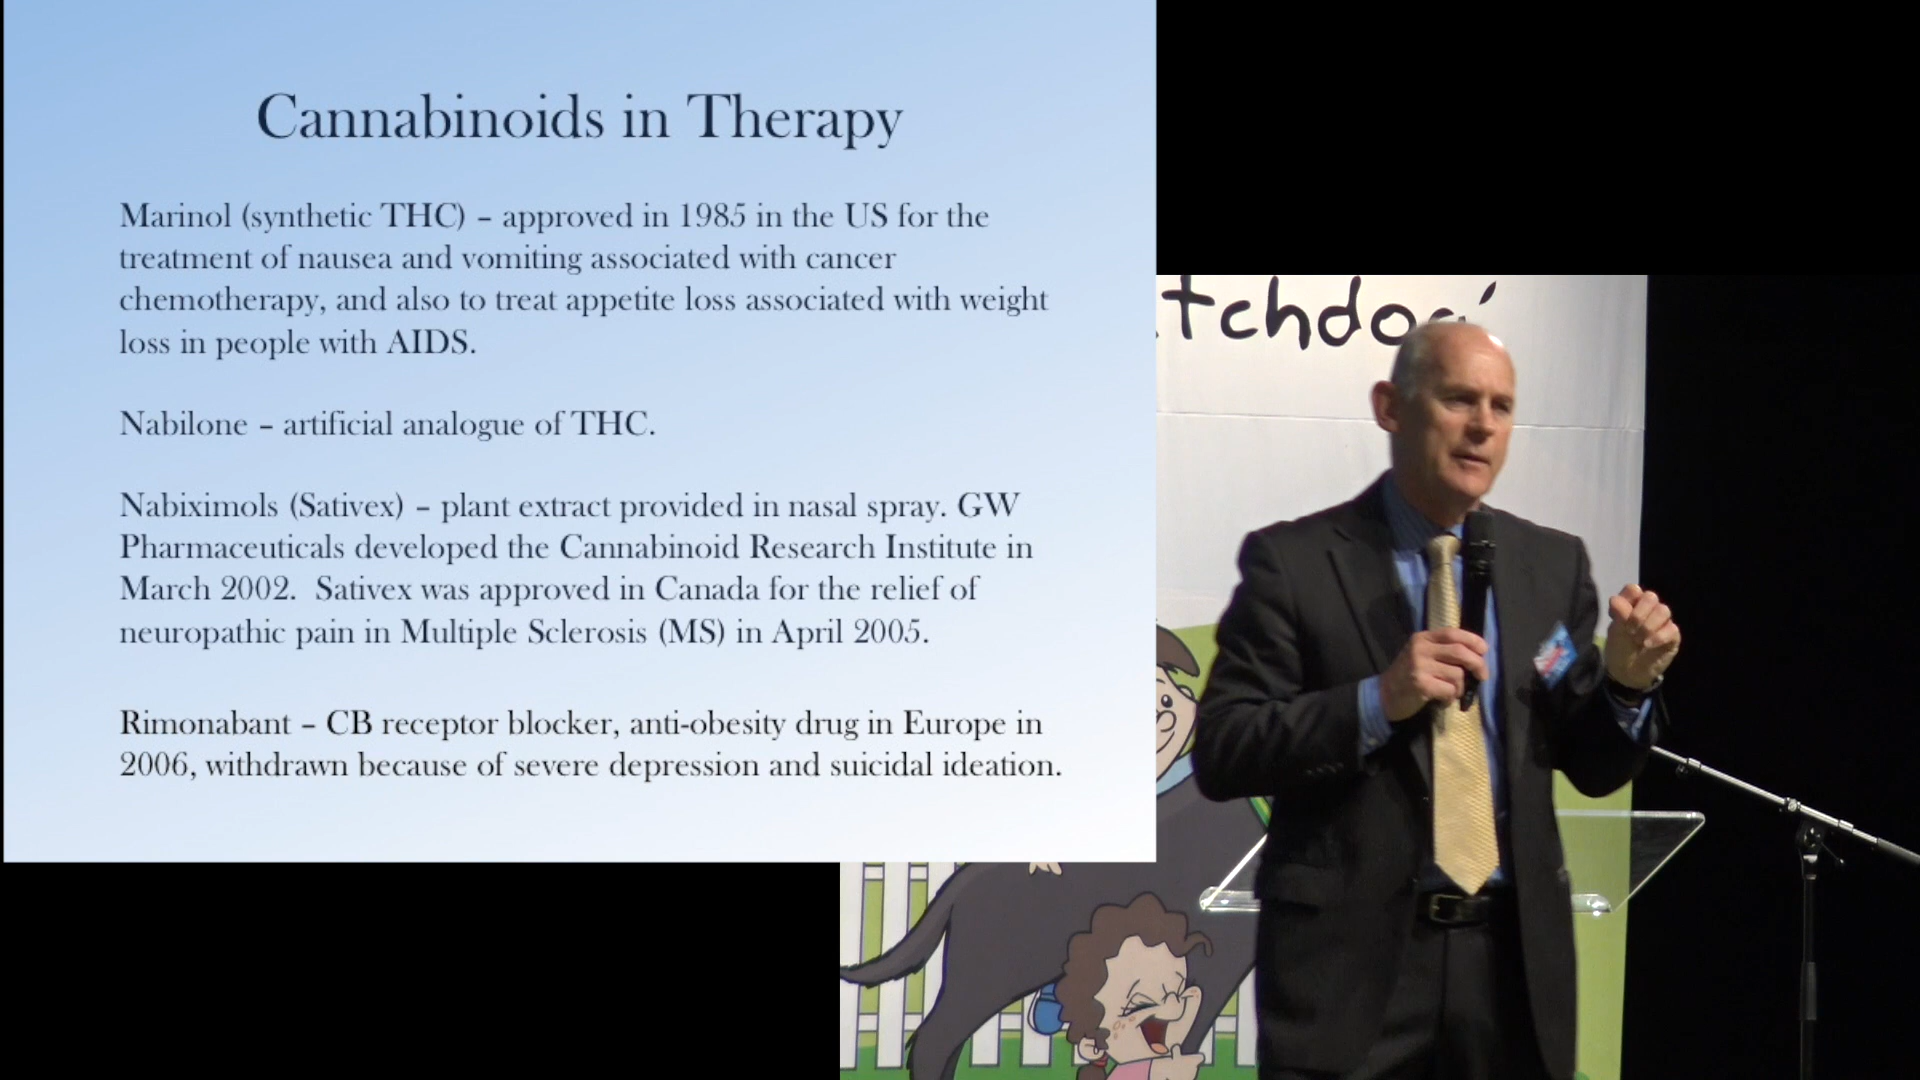 Cannabinoids in Therapy
Marinol (synthetic THC) – approved in 1985 in the US for the
treatment of nausea and vomiting associated with cancer
chemotherapy, and also to treat appetite loss associated with weight
loss in people with AIDS.
Nabilone – artificial analogue of THC.
Nabiximols (Sativex) – plant extract provided in nasal spray. GW
Pharmaceuticals developed the Cannabinoid Research Institute in
March 2002. Sativex was approved in Canada for the relief of
neuropathic pain in Multiple Sclerosis (MS) in April 2005.
Rimonabant – CB receptor blocker, anti-obesity drug in Europe in
2006, withdrawn because of severe depression and suicidal ideation.